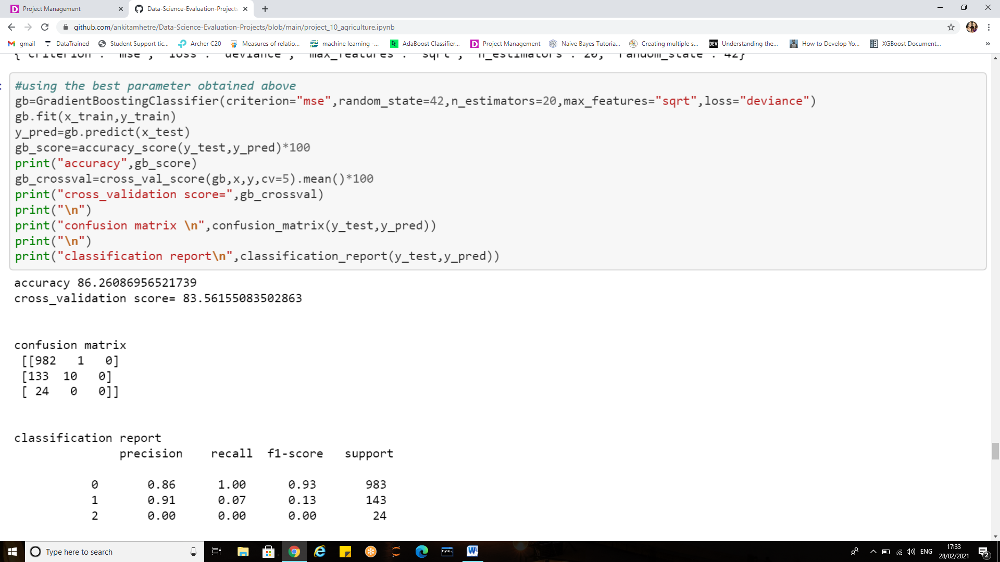 Project Management
Data-Science-Evaluation-Projects
github.com/ankitamhetre/Data-Science-Evaluation-Projects/blob/main/project_10_agriculture.ipynb
gmail DataTrained Student Support tic... Archer C20 Measures of relatio... machine learning -... AdaBoost Classifier... Project Management Naive Bayes Tutoria... Creating multiple s... DEV Understanding the... How to Develop Yo... XGBoost Document... »
{'criterion': 'mse', 'loss': 'deviance', 'max_features': 'sqrt', 'n_estimators': 20, 'random_state': 42}
#using the best parameter obtained above
gb=GradientBoostingClassifier(criterion="mse",random_state=42,n_estimators=20,max_features="sqrt",loss="deviance")
gb.fit(x_train,y_train)
y_pred=gb.predict(x_test)
gb_score=accuracy_score(y_test,y_pred)*100
print("accuracy",gb_score)
gb_crossval=cross_val_score(gb,x,y,cv=5).mean()*100
print("cross_validation score=",gb_crossval)
print("\n")
print("confusion matrix \n",confusion_matrix(y_test,y_pred))
print("\n")
print("classification report\n",classification_report(y_test,y_pred))
accuracy 86.26086956521739
cross_validation score= 83.56155083502863
confusion matrix
[[982 1 0]
[133 10 0]
[ 24 0 0]]
classification report
precision recall f1-score support
0 0.86 1.00 0.93 983
1 0.91 0.07 0.13 143
2 0.00 0.00 0.00 24
Type here to search
MySQL
W
ENG
17:33
28/02/2021
2